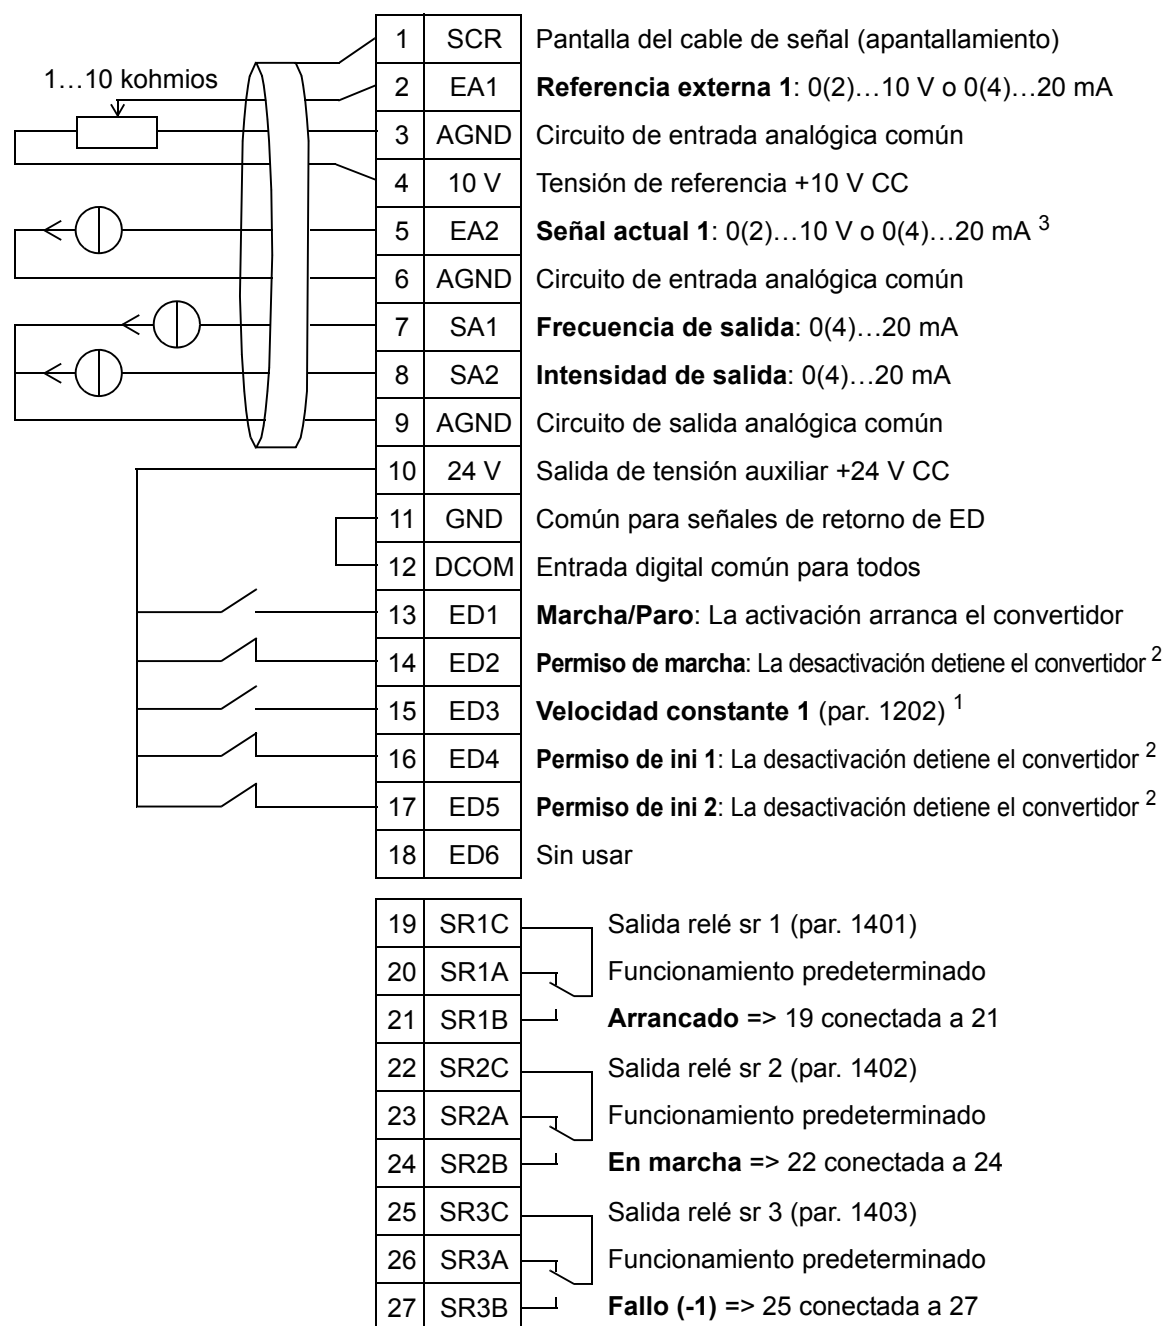 1 SCR Pantalla del cable de señal (apantallamiento)
1…10 kohmios
2 EA1 Referencia externa 1: 0(2)…10 V o 0(4)…20 mA
3 AGND Circuito de entrada analógica común
4 10 V Tensión de referencia +10 V CC
5 EA2 Señal actual 1: 0(2)…10 V o 0(4)…20 mA 3
6 AGND Circuito de entrada analógica común
7 SA1 Frecuencia de salida: 0(4)…20 mA
8 SA2 Intensidad de salida: 0(4)…20 mA
9 AGND Circuito de salida analógica común
10 24 V Salida de tensión auxiliar +24 V CC
11 GND Común para señales de retorno de ED
12 DCOM Entrada digital común para todos
13 ED1 Marcha/Paro: La activación arranca el convertidor
14 ED2 Permiso de marcha: La desactivación detiene el convertidor 2
15 ED3 Velocidad constante 1 (par. 1202) 1
16 ED4 Permiso de ini 1: La desactivación detiene el convertidor 2
17 ED5 Permiso de ini 2: La desactivación detiene el convertidor 2
18 ED6 Sin usar
19 SR1C Salida relé sr 1 (par. 1401)
20 SR1A Funcionamiento predeterminado
21 SR1B Arrancado => 19 conectada a 21
22 SR2C Salida relé sr 2 (par. 1402)
23 SR2A Funcionamiento predeterminado
24 SR2B En marcha => 22 conectada a 24
25 SR3C Salida relé sr 3 (par. 1403)
26 SR3A Funcionamiento predeterminado
27 SR3B Fallo (-1) => 25 conectada a 27